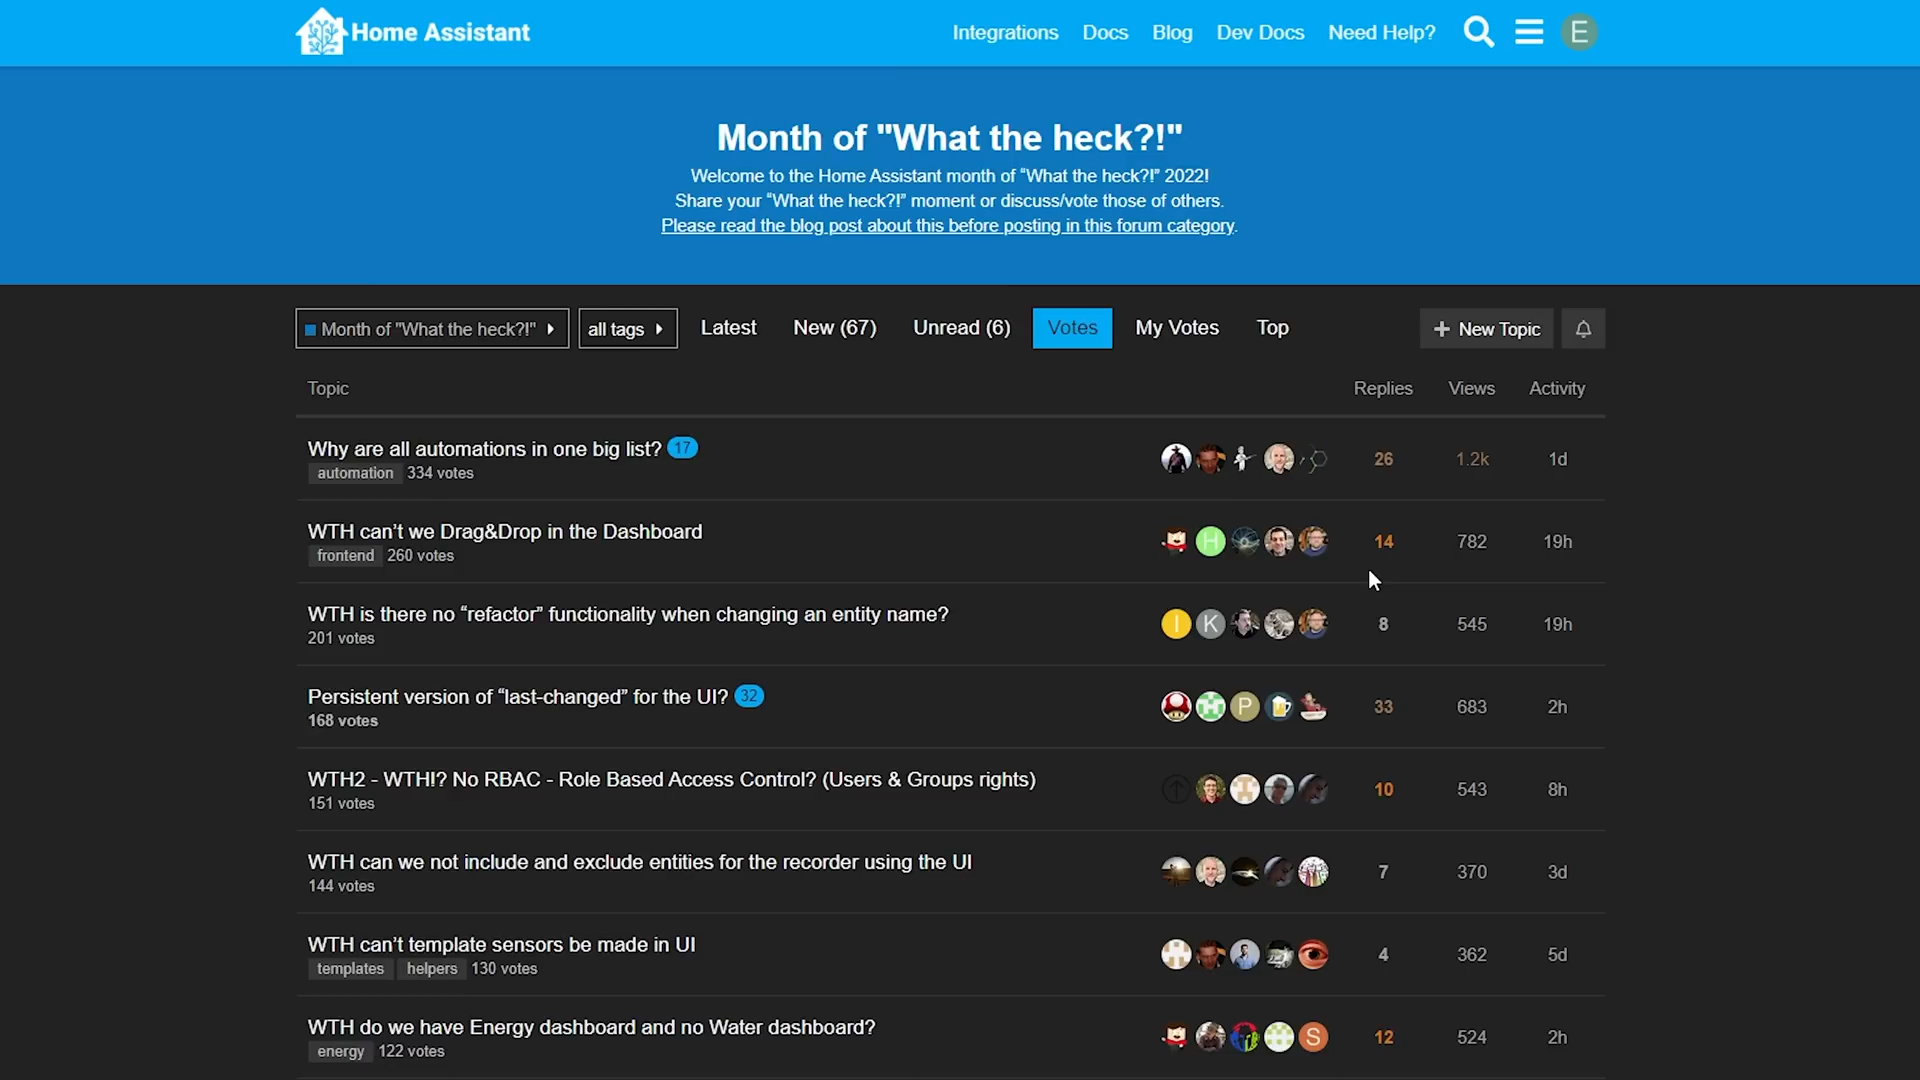 Home Assistant
Integrations Docs Blog Dev Docs Need Help? E
Month of "What the heck?!"
Welcome to the Home Assistant month of “What the heck?!” 2022!
Share your “What the heck?!” moment or discuss/vote those of others.
Please read the blog post about this before posting in this forum category.
Month of "What the heck?!" all tags Latest New (67) Unread (6) Votes My Votes Top + New Topic
Topic Replies Views Activity
Why are all automations in one big list? 17
automation 334 votes
26 1.2k 1d
WTH can’t we Drag&Drop in the Dashboard
frontend 260 votes
H 14 782 19h
WTH is there no “refactor” functionality when changing an entity name?
201 votes
I K 8 545 19h
Persistent version of “last-changed” for the UI? 32
168 votes
P 33 683 2h
WTH2 - WTH!? No RBAC - Role Based Access Control? (Users & Groups rights)
151 votes
10 543 8h
WTH can we not include and exclude entities for the recorder using the UI
144 votes
7 370 3d
WTH can’t template sensors be made in UI
templates helpers 130 votes
4 362 5d
WTH do we have Energy dashboard and no Water dashboard?
energy 122 votes
S 12 524 2h